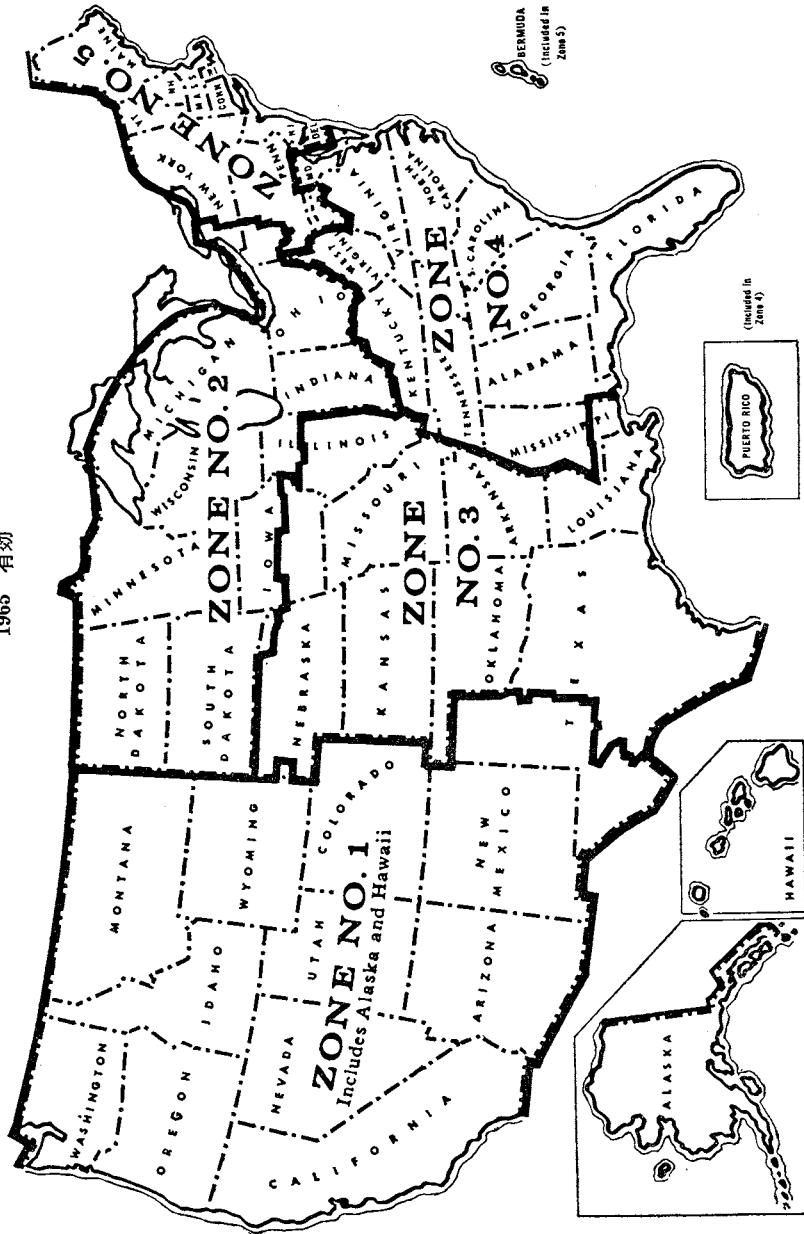 1965 有効
ZONE NO. 1
Includes Alaska and Hawaii
WASHINGTON
OREGON
CALIFORNIA
NEVADA
IDAHO
MONTANA
WYOMING
UTAH
COLORADO
ARIZONA
NEW
MEXICO
ZONE NO. 2
NORTH
DAKOTA
SOUTH
DAKOTA
MINNESOTA
WISCONSIN
MICHIGAN
IOWA
ILLINOIS
INDIANA
OHIO
ZONE
NO. 3
NEBRASKA
KANSAS
MISSOURI
OKLAHOMA
ARKANSAS
TEXAS
LOUISIANA
ZONE
NO. 4
KENTUCKY
WEST
VIRGINIA
VIRGINIA
TENNESSEE
NORTH
CAROLINA
S. CAROLINA
GEORGIA
ALABAMA
MISSISSIPPI
FLORIDA
ZONE NO. 5
MAINE
VT
NH
MAS
RI
CONN
NEW YORK
PENN
NJ
DEL
MD
BERMUDA
(Included in
Zone 5)
PUERTO RICO
(Included in
Zone 4)
ALASKA
HAWAII